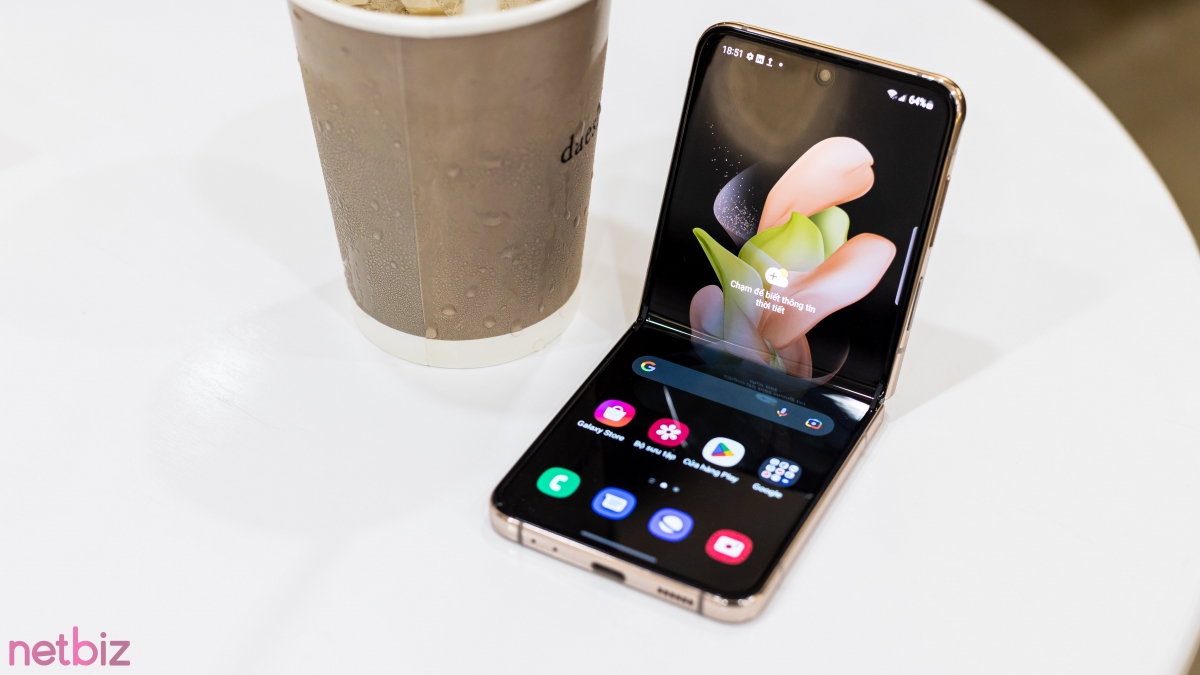 18:51
64%
Chạm để biết thông tin
thời tiết
Galaxy Store
Bộ sưu tập
Cửa hàng Play
Google
netbiz